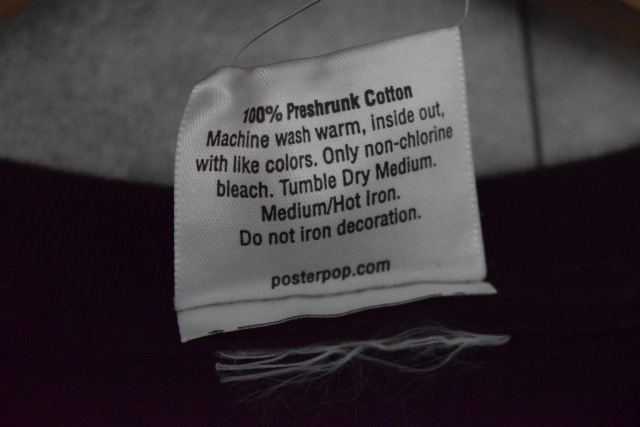 100% Preshrunk Cotton
Machine wash warm, inside out,
with like colors. Only non-chlorine
bleach. Tumble Dry Medium.
Medium/Hot Iron.
Do not iron decoration.
posterpop.com